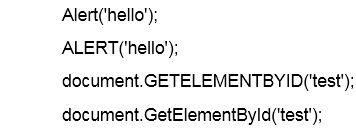 Alert('hello');
ALERT('hello');
document.GETELEMENTBYID('test');
document.GetElementById('test');